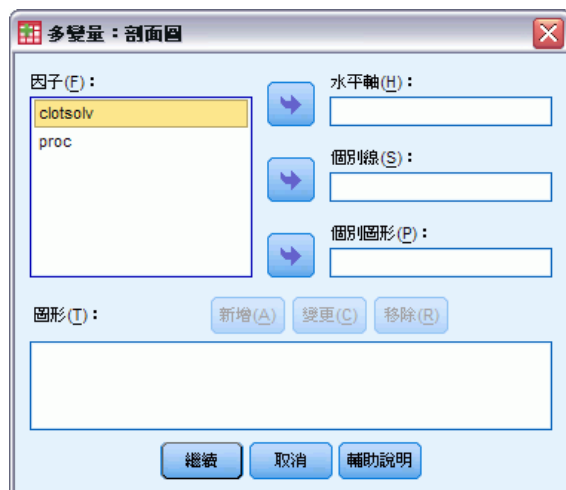 多變量：剖面圖
因子(F)：
clotsolv
proc
水平軸(H)：
個別線(S)：
個別圖形(P)：
圖形(T)：
新增(A) 變更(C) 移除(R)
繼續 取消 輔助說明